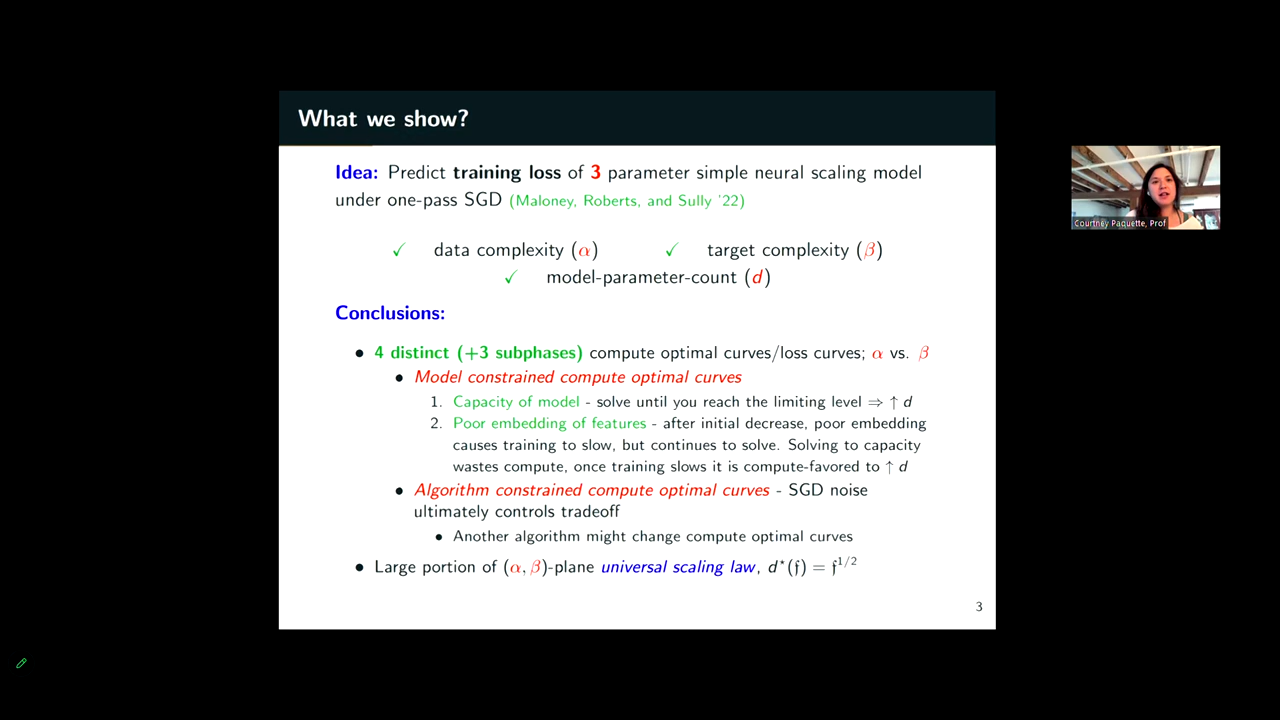 What we show?
Idea: Predict training loss of 3 parameter simple neural scaling model
under one-pass SGD (Maloney, Roberts, and Sully '22)
✓ data complexity (α) ✓ target complexity (β)
✓ model-parameter-count (d)
Conclusions:
• 4 distinct (+3 subphases) compute optimal curves/loss curves; α vs. β
• Model constrained compute optimal curves
1. Capacity of model - solve until you reach the limiting level ⇒ ↑ d
2. Poor embedding of features - after initial decrease, poor embedding
causes training to slow, but continues to solve. Solving to capacity
wastes compute, once training slows it is compute-favored to ↑ d
• Algorithm constrained compute optimal curves - SGD noise
ultimately controls tradeoff
• Another algorithm might change compute optimal curves
• Large portion of (α, β)-plane universal scaling law, d*(𝔣) = 𝔣^{1/2}
3
Courtney Paquette, Prof